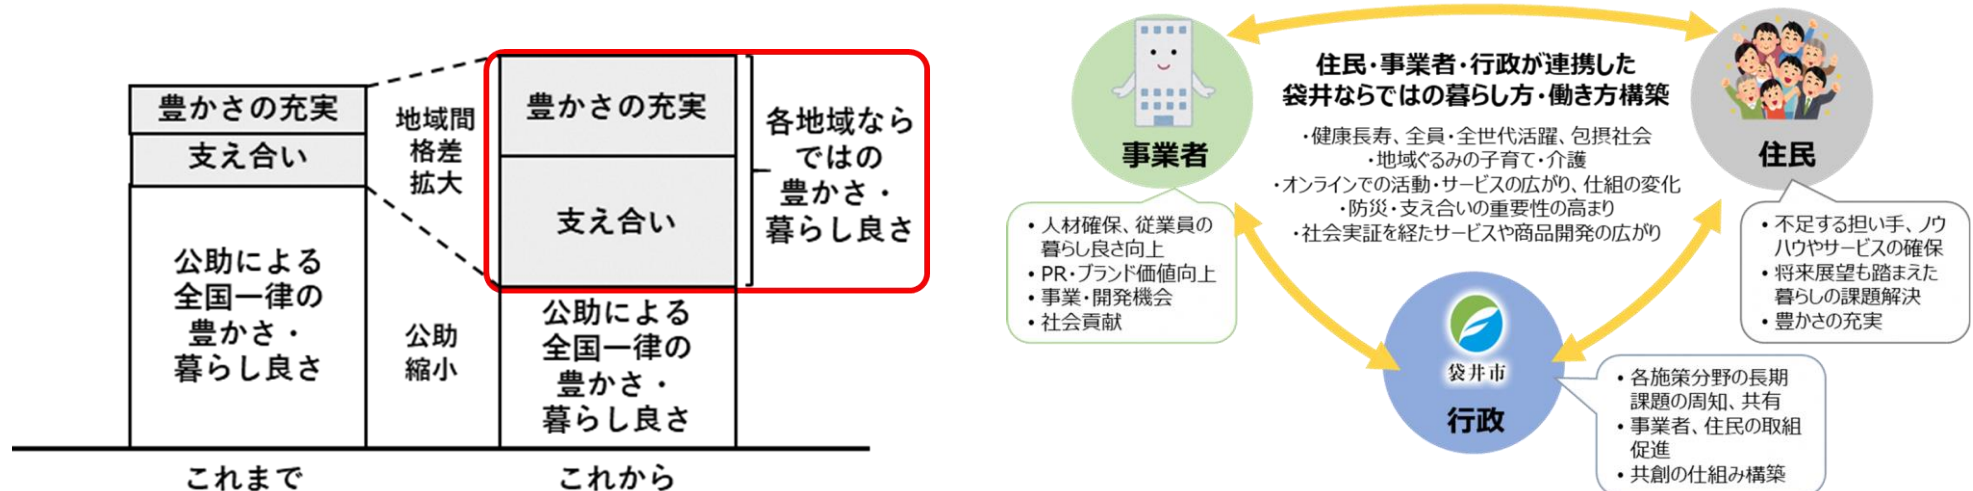 豊かさの充実
支え合い
公助による
全国一律の
豊かさ・
暮らし良さ
これまで
地域間
格差
拡大
公助
縮小
豊かさの充実
支え合い
公助による
全国一律の
豊かさ・
暮らし良さ
これから
各地域なら
ではの
豊かさ・
暮らし良さ
住民・事業者・行政が連携した
袋井ならではの暮らし方・働き方構築
・健康長寿、全員・全世代活躍、包摂社会
・地域ぐるみの子育て・介護
・オンラインでの活動・サービスの広がり、仕組の変化
・防災・支え合いの重要性の高まり
・社会実証を経たサービスや商品開発の広がり
事業者
• 人材確保、従業員の
暮らし良さ向上
• PR・ブランド価値向上
• 事業・開発機会
• 社会貢献
住民
• 不足する担い手、ノウ
ハウやサービスの確保
• 将来展望も踏まえた
暮らしの課題解決
• 豊かさの充実
袋井市
行政
• 各施策分野の長期
課題の周知、共有
• 事業者、住民の取組
促進
• 共創の仕組み構築